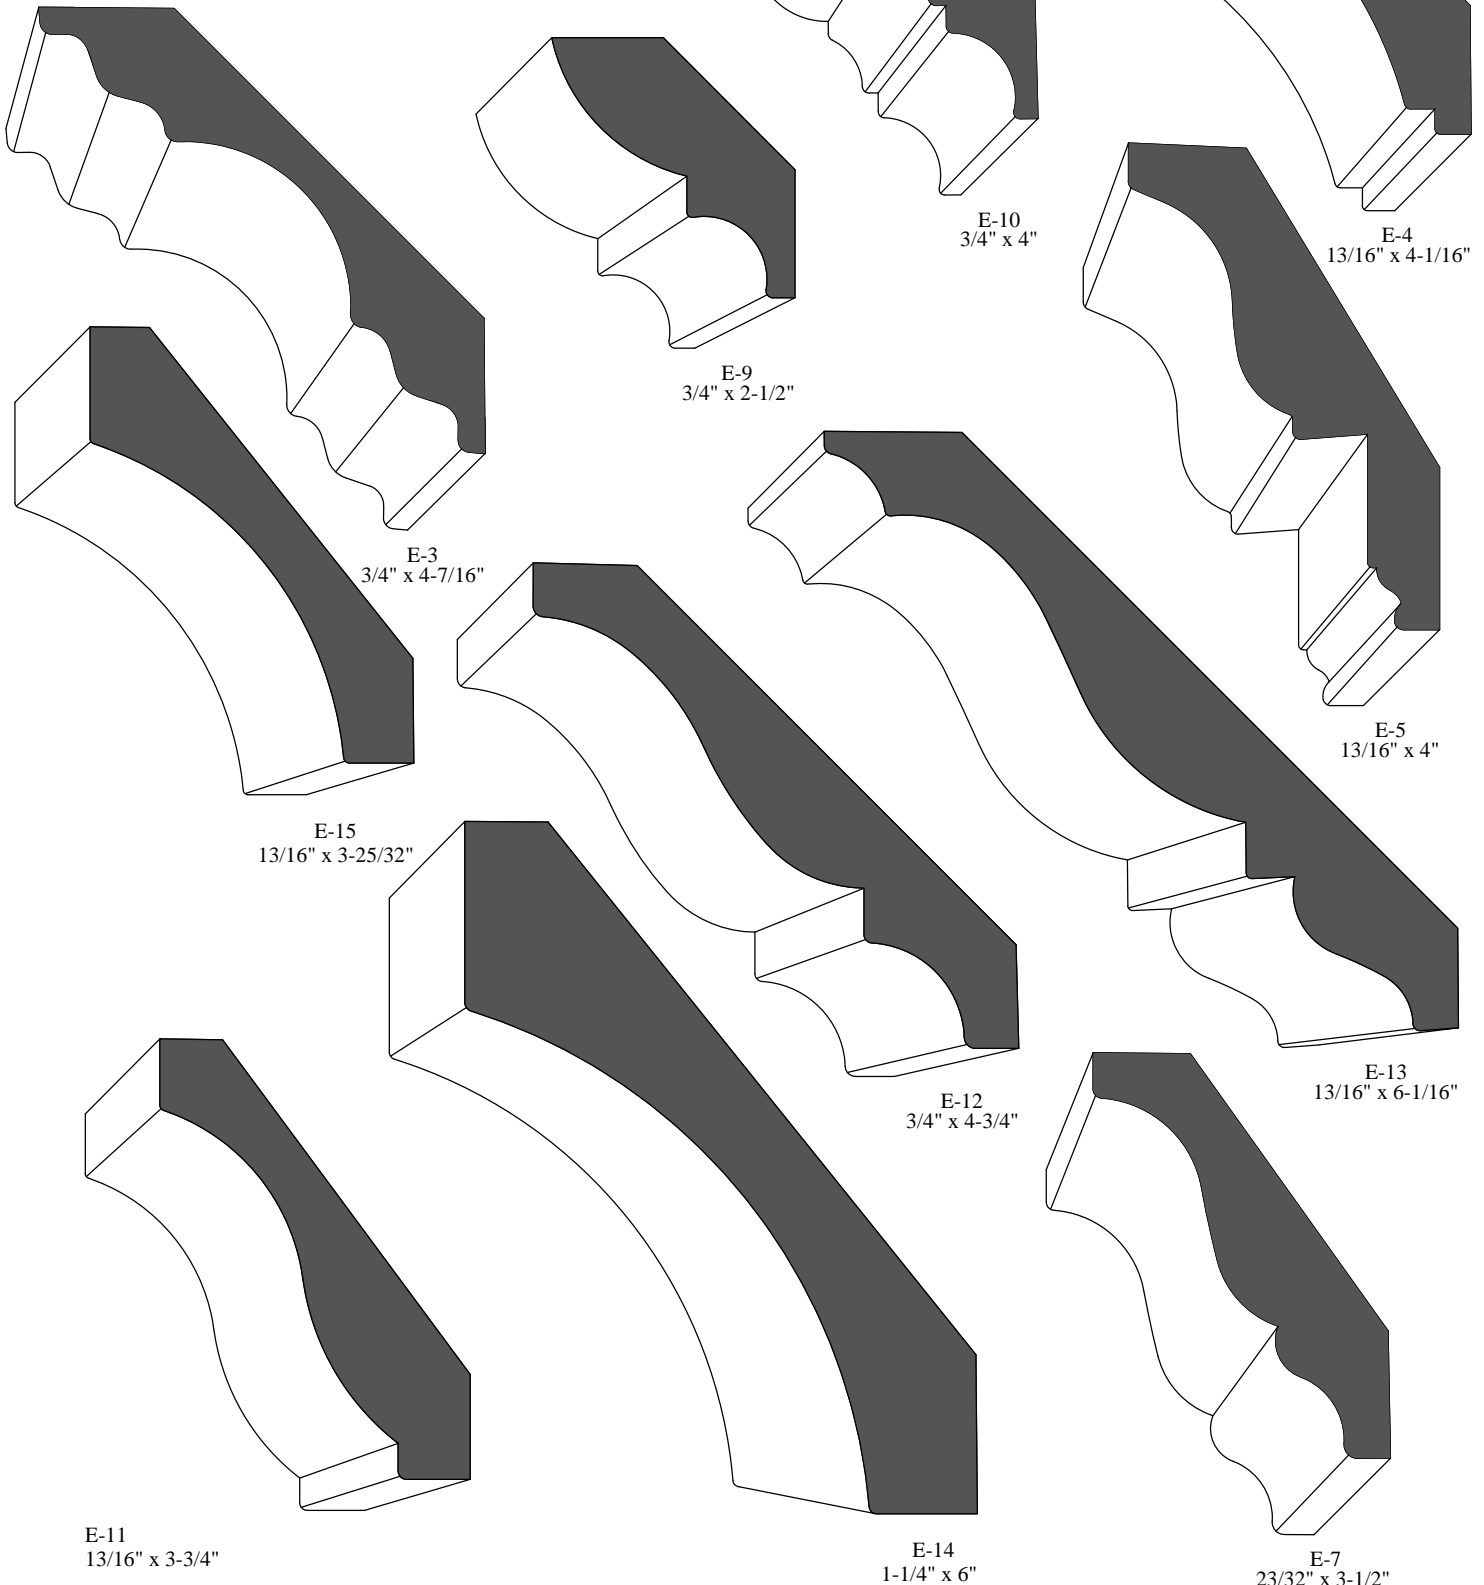 E-10
3/4" x 4"
E-4
13/16" x 4-1/16"
E-9
3/4" x 2-1/2"
E-3
3/4" x 4-7/16"
E-5
13/16" x 4"
E-15
13/16" x 3-25/32"
E-13
13/16" x 6-1/16"
E-12
3/4" x 4-3/4"
E-11
13/16" x 3-3/4"
E-14
1-1/4" x 6"
E-7
23/32" x 3-1/2"